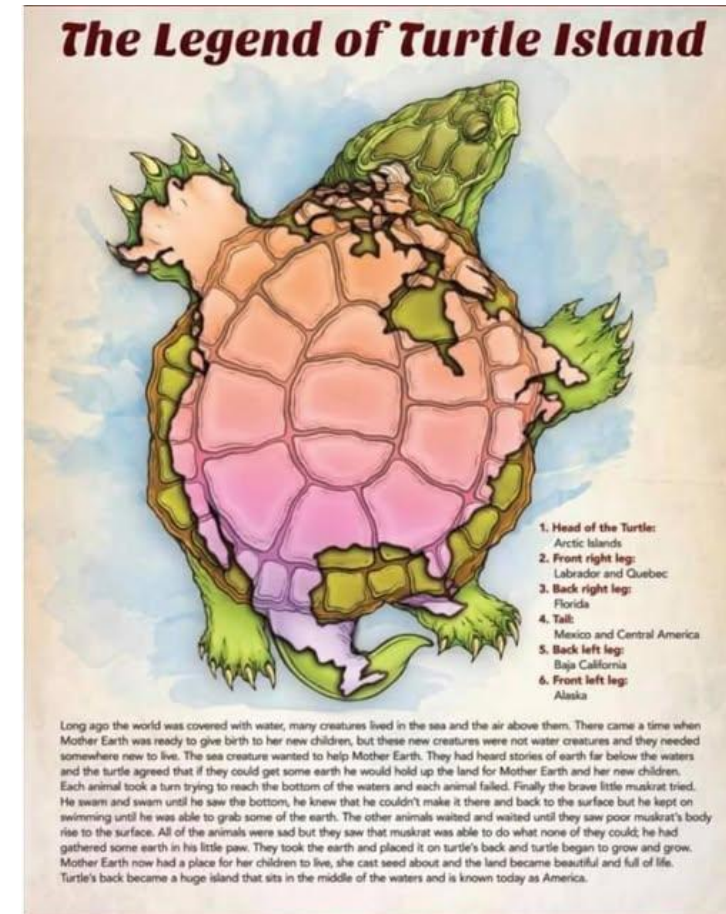 The Legend of Turtle Island
1. Head of the Turtle:
Arctic Islands
2. Front right leg:
Labrador and Quebec
3. Back right leg:
Florida
4. Tail:
Mexico and Central America
5. Back left leg:
Baja California
6. Front left leg:
Alaska
Long ago the world was covered with water, many creatures lived in the sea and the air above them. There came a time when
Mother Earth was ready to give birth to her new children, but these new creatures were not water creatures and they needed
somewhere new to live. The sea creature wanted to help Mother Earth. They had heard stories of earth far below the waters
and the turtle agreed that if they could get some earth he would hold up the land for Mother Earth and her new children.
Each animal took a turn trying to reach the bottom of the waters and each animal failed. Finally the brave little muskrat tried.
He swam and swam until he saw the bottom, he knew that he couldn't make it there and back to the surface but he kept on
swimming until he was able to grab some of the earth. The other animals waited and waited until they saw poor muskrat's body
rise to the surface. All of the animals were sad but they saw that muskrat was able to do what none of they could; he had
gathered some earth in his little paw. They took the earth and placed it on turtle's back and turtle began to grow and grow.
Mother Earth now had a place for her children to live, she cast seed about and the land became beautiful and full of life.
Turtle's back became a huge island that sits in the middle of the waters and is known today as America.